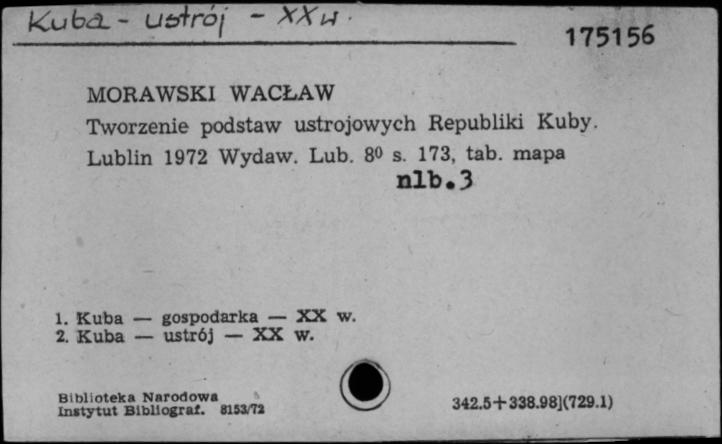 Kuba - ustrój - XX w.
175156
MORAWSKI WACŁAW
Tworzenie podstaw ustrojowych Republiki Kuby.
Lublin 1972 Wydaw. Lub. 8⁰ s. 173, tab. mapa
nlb.3
1. Kuba — gospodarka — XX w.
2. Kuba — ustrój — XX w.
Biblioteka Narodowa
Instytut Bibliograf. 8153/72
342.5+338.98](729.1)